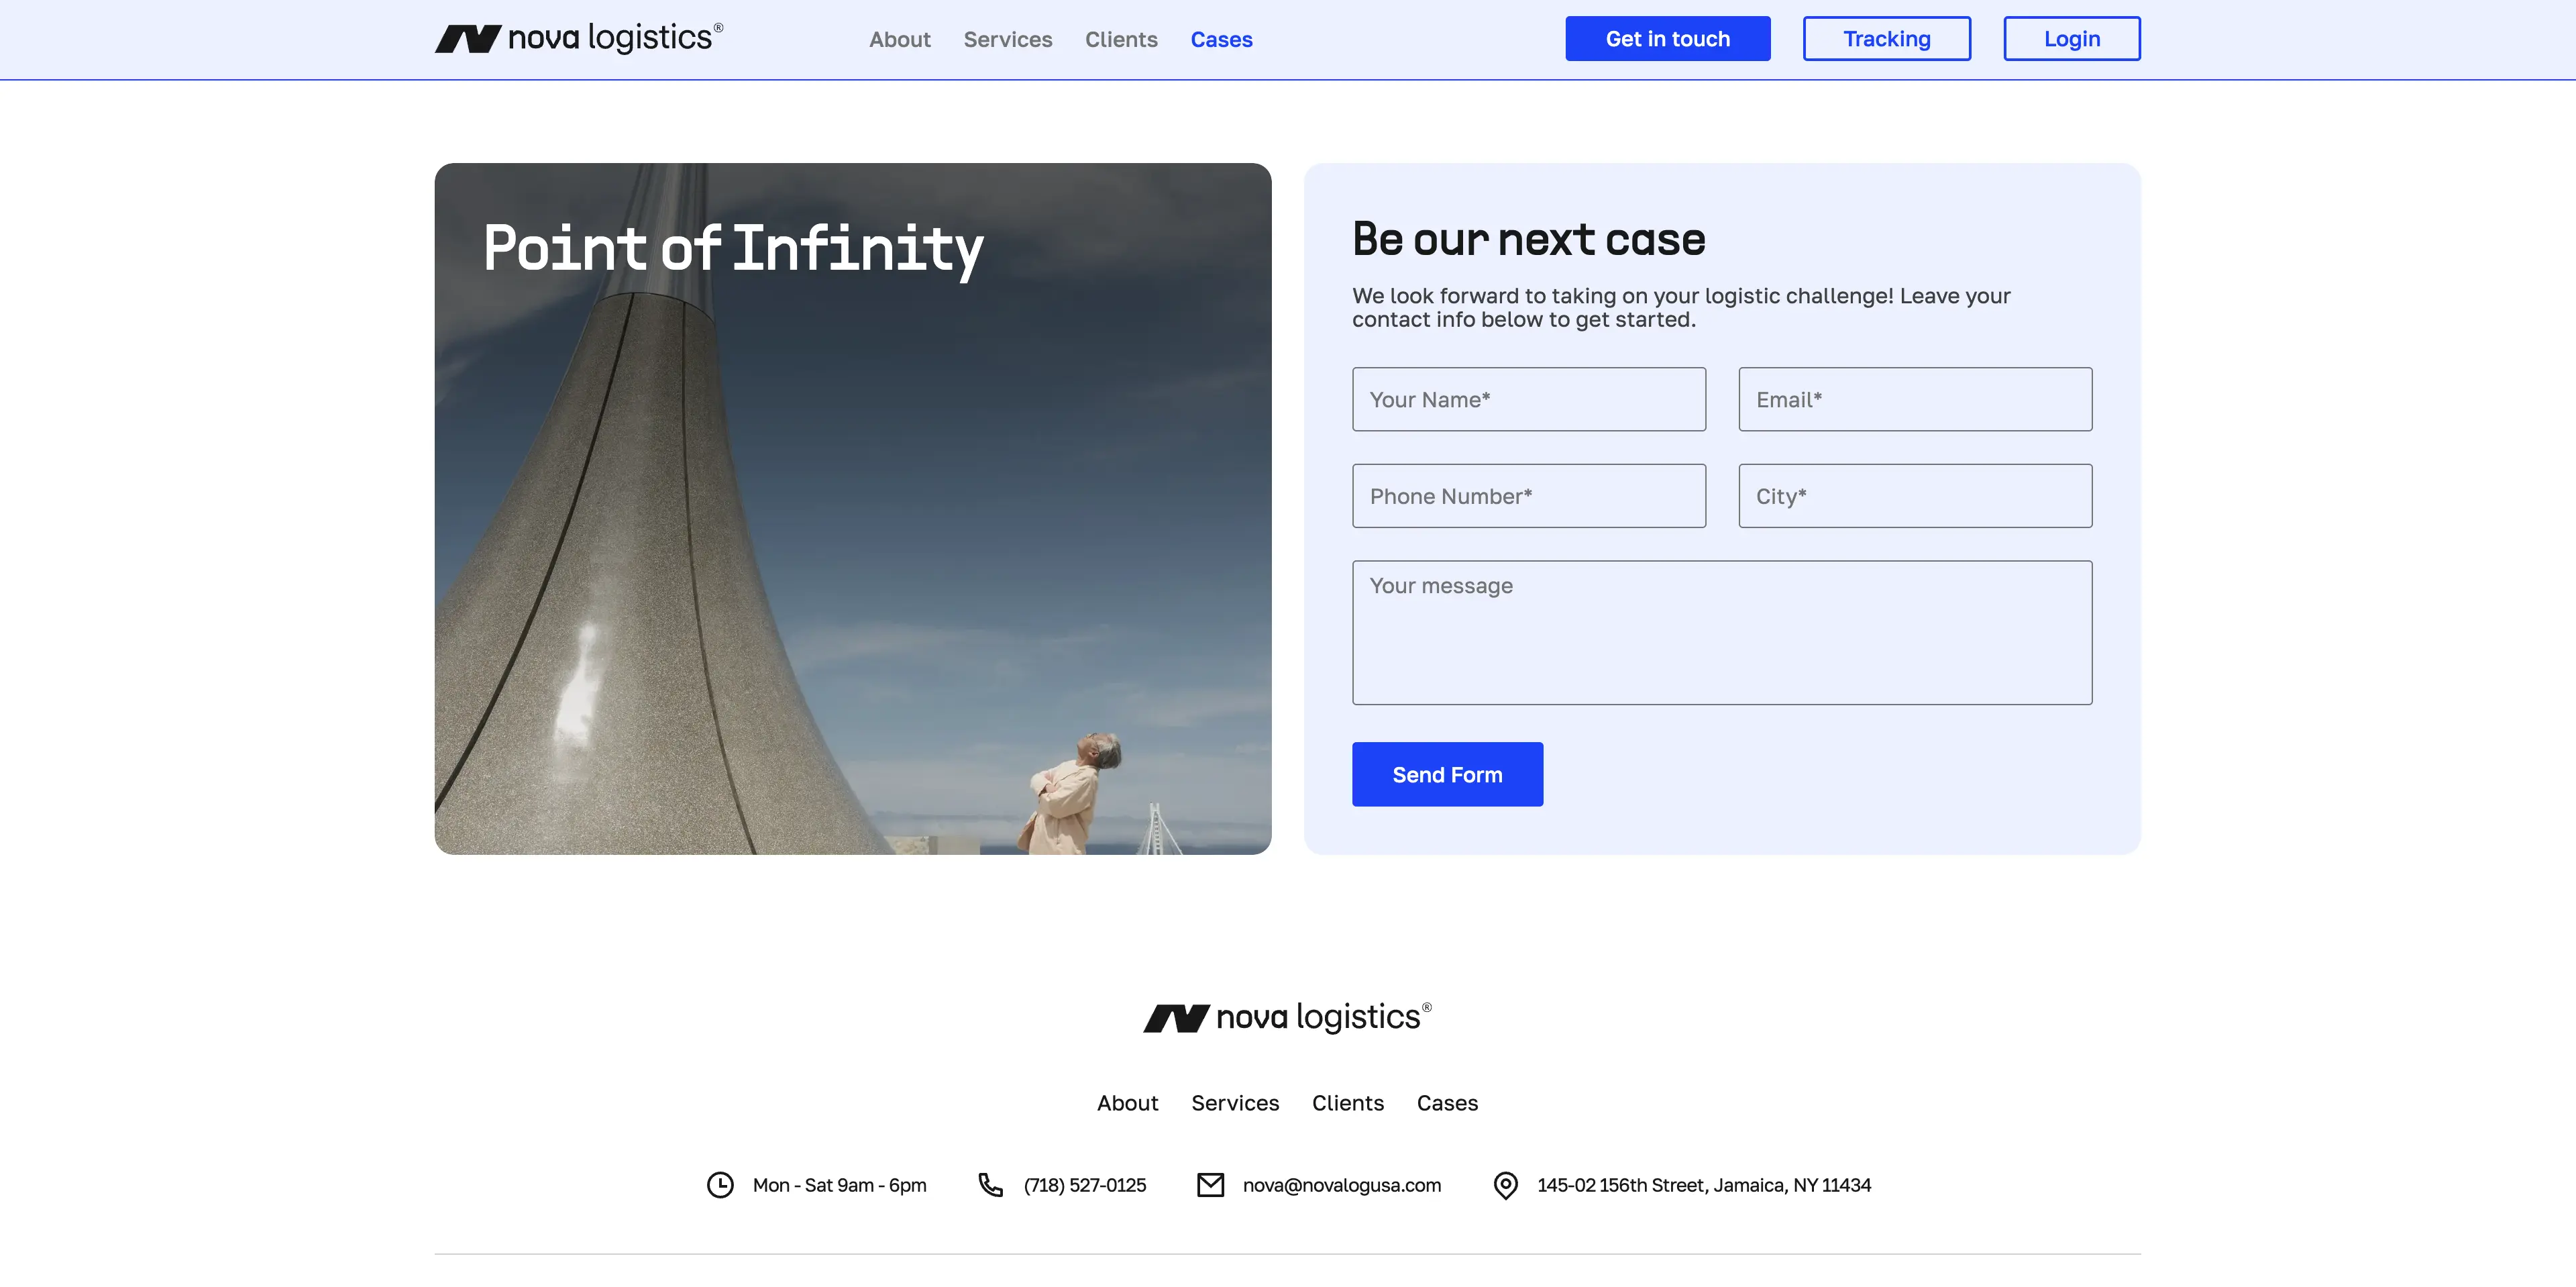 nova logistics®
About Services Clients Cases
Get in touch Tracking Login
Point of Infinity
Be our next case
We look forward to taking on your logistic challenge! Leave your
contact info below to get started.
Your Name* Email*
Phone Number* City*
Your message
Send Form
nova logistics®
About Services Clients Cases
Mon - Sat 9am - 6pm (718) 527-0125 nova@novalogusa.com 145-02 156th Street, Jamaica, NY 11434